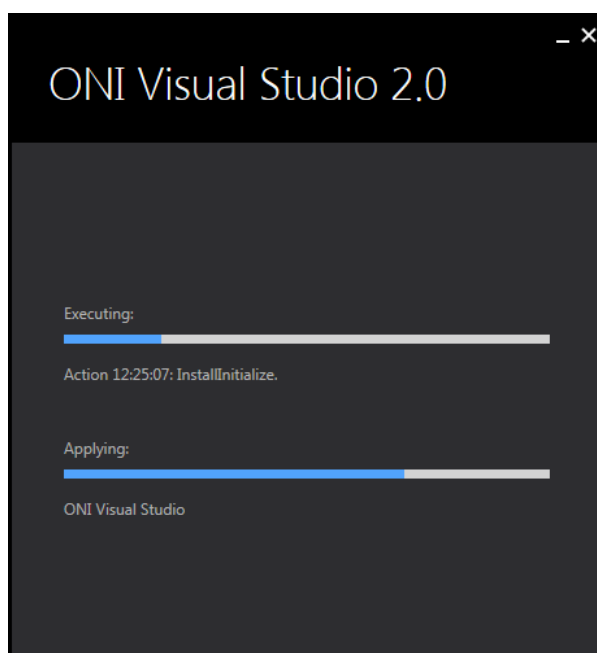 ONI Visual Studio 2.0
Executing:
Action 12:25:07: InstallInitialize.
Applying:
ONI Visual Studio